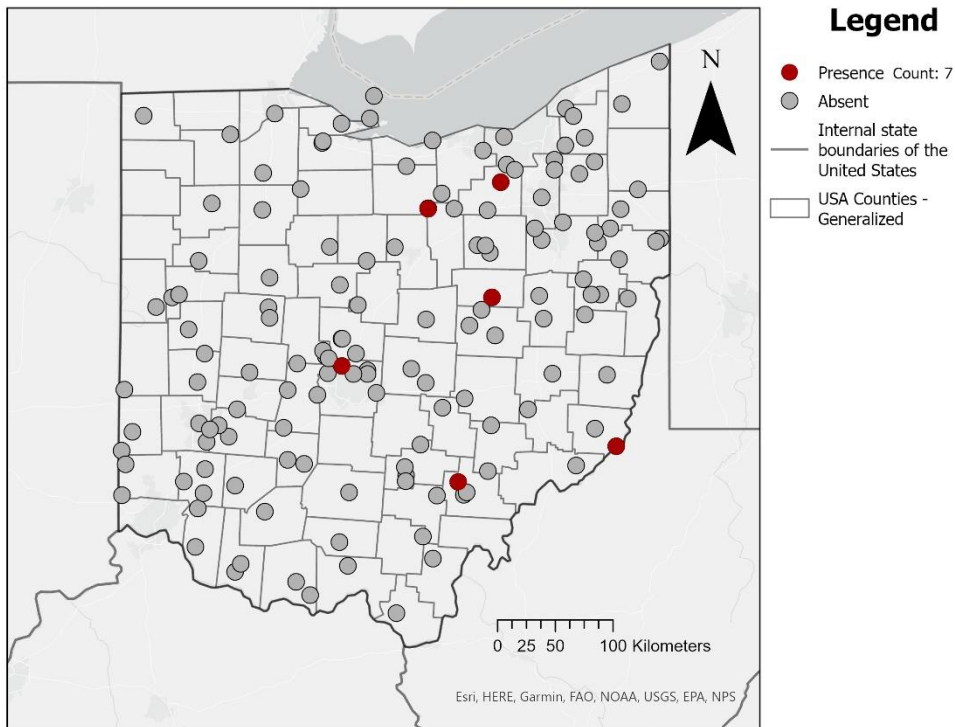 Legend
N
Presence Count: 7
Absent
Internal state
boundaries of the
United States
USA Counties -
Generalized
0 25 50 100 Kilometers
Esri, HERE, Garmin, FAO, NOAA, USGS, EPA, NPS